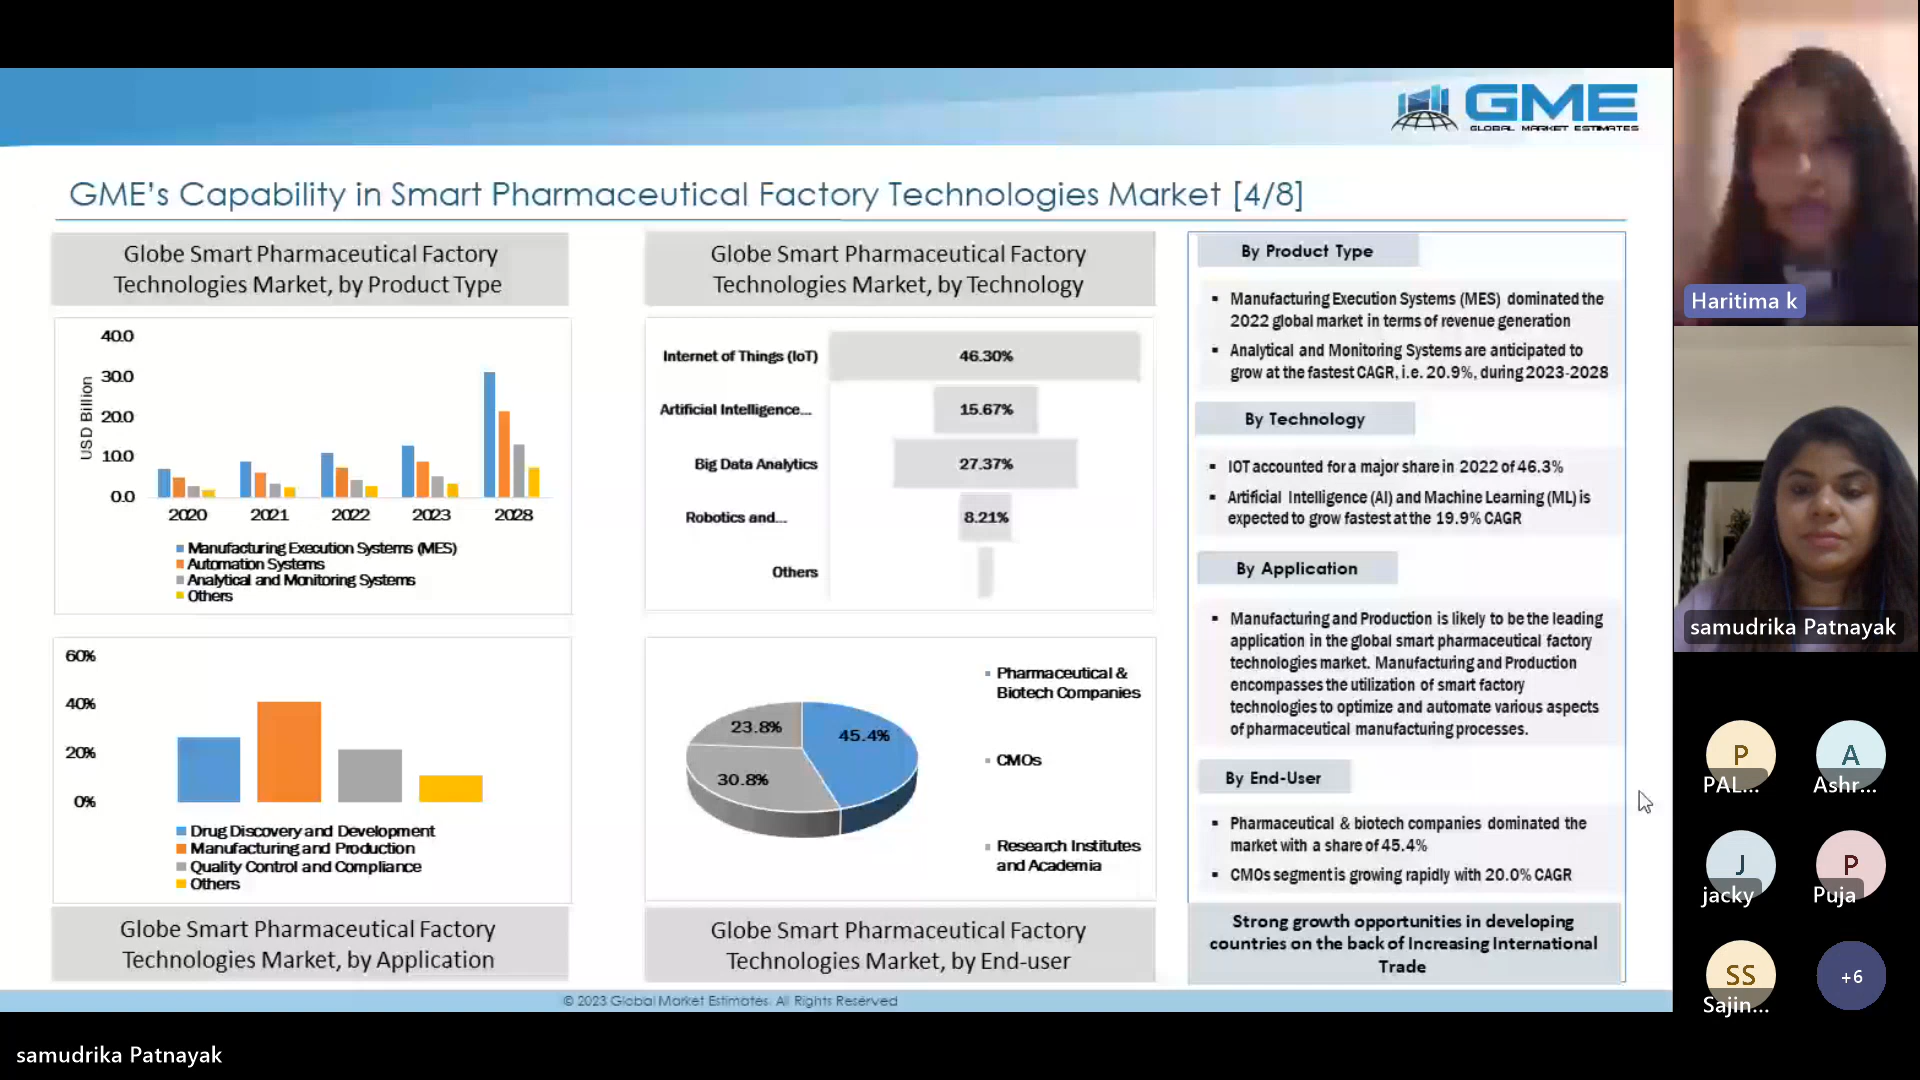 GME
GLOBAL MARKET ESTIMATES
GME's Capability in Smart Pharmaceutical Factory Technologies Market [4/8]
Globe Smart Pharmaceutical Factory
Technologies Market, by Product Type
40.0
30.0
20.0
10.0
0.0
USD Billion
2020
2021
2022
2023
2028
Manufacturing Execution Systems (MES)
Automation Systems
Analytical and Monitoring Systems
Others
Globe Smart Pharmaceutical Factory
Technologies Market, by Technology
Internet of Things (IoT)
46.30%
Artificial Intelligence...
15.67%
Big Data Analytics
27.37%
Robotics and...
8.21%
Others
60%
40%
20%
0%
Drug Discovery and Development
Manufacturing and Production
Quality Control and Compliance
Others
Globe Smart Pharmaceutical Factory
Technologies Market, by Application
23.8%
45.4%
30.8%
Pharmaceutical &
Biotech Companies
CMOs
Research Institutes
and Academia
Globe Smart Pharmaceutical Factory
Technologies Market, by End-user
By Product Type
▪ Manufacturing Execution Systems (MES) dominated the
2022 global market in terms of revenue generation
▪ Analytical and Monitoring Systems are anticipated to
grow at the fastest CAGR, i.e. 20.9%, during 2023-2028
By Technology
▪ IOT accounted for a major share in 2022 of 46.3%
▪ Artificial Intelligence (AI) and Machine Learning (ML) is
expected to grow fastest at the 19.9% CAGR
By Application
▪ Manufacturing and Production is likely to be the leading
application in the global smart pharmaceutical factory
technologies market. Manufacturing and Production
encompasses the utilization of smart factory
technologies to optimize and automate various aspects
of pharmaceutical manufacturing processes.
By End-User
▪ Pharmaceutical & biotech companies dominated the
market with a share of 45.4%
▪ CMOs segment is growing rapidly with 20.0% CAGR
Strong growth opportunities in developing
countries on the back of Increasing International
Trade
© 2023 Global Market Estimates. All Rights Reserved
Haritima k
samudrika Patnayak
P
PAL...
A
Ashr...
J
jacky
P
Puja
SS
Sajin...
+6
samudrika Patnayak